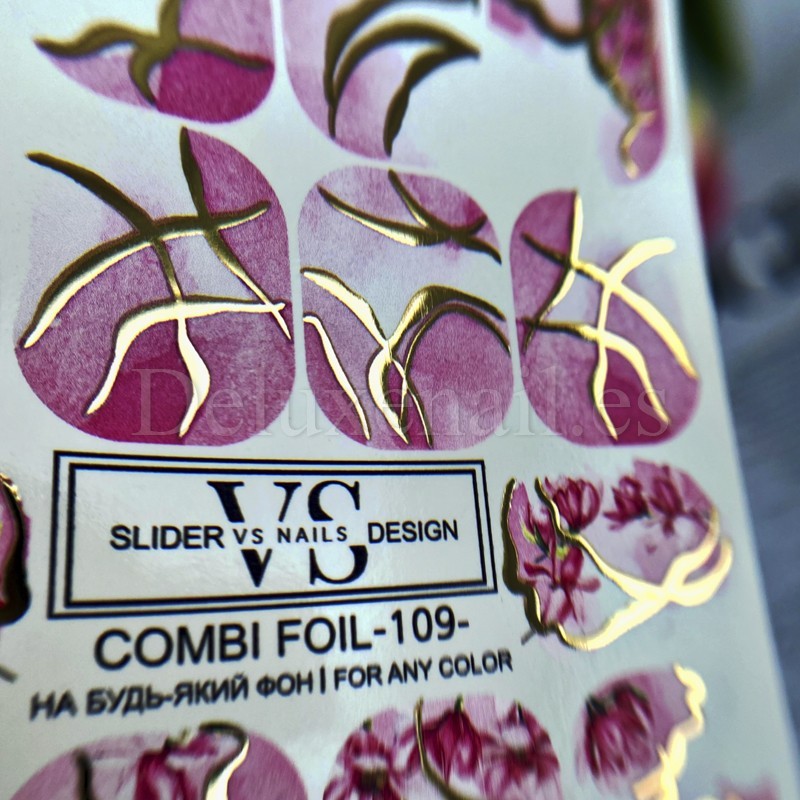 Deluxenail.es
VS
SLIDER VS NAILS DESIGN
COMBI FOIL-109-
НА БУДЬ-ЯКИЙ ФОН | FOR ANY COLOR